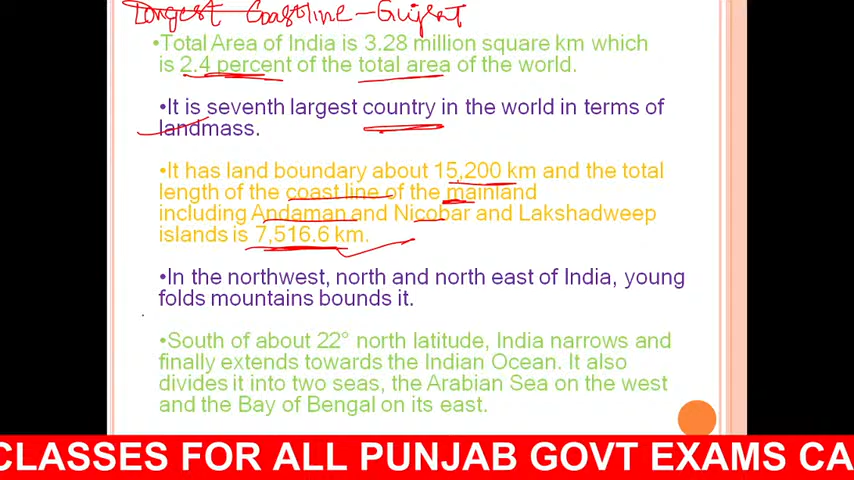 Longest Coastline - Gujrat
•Total Area of India is 3.28 million square km which
is 2.4 percent of the total area of the world.
•It is seventh largest country in the world in terms of
landmass.
•It has land boundary about 15,200 km and the total
length of the coast line of the mainland
including Andaman and Nicobar and Lakshadweep
islands is 7,516.6 km.
•In the northwest, north and north east of India, young
folds mountains bounds it.
•South of about 22° north latitude, India narrows and
finally extends towards the Indian Ocean. It also
divides it into two seas, the Arabian Sea on the west
and the Bay of Bengal on its east.
CLASSES FOR ALL PUNJAB GOVT EXAMS CA